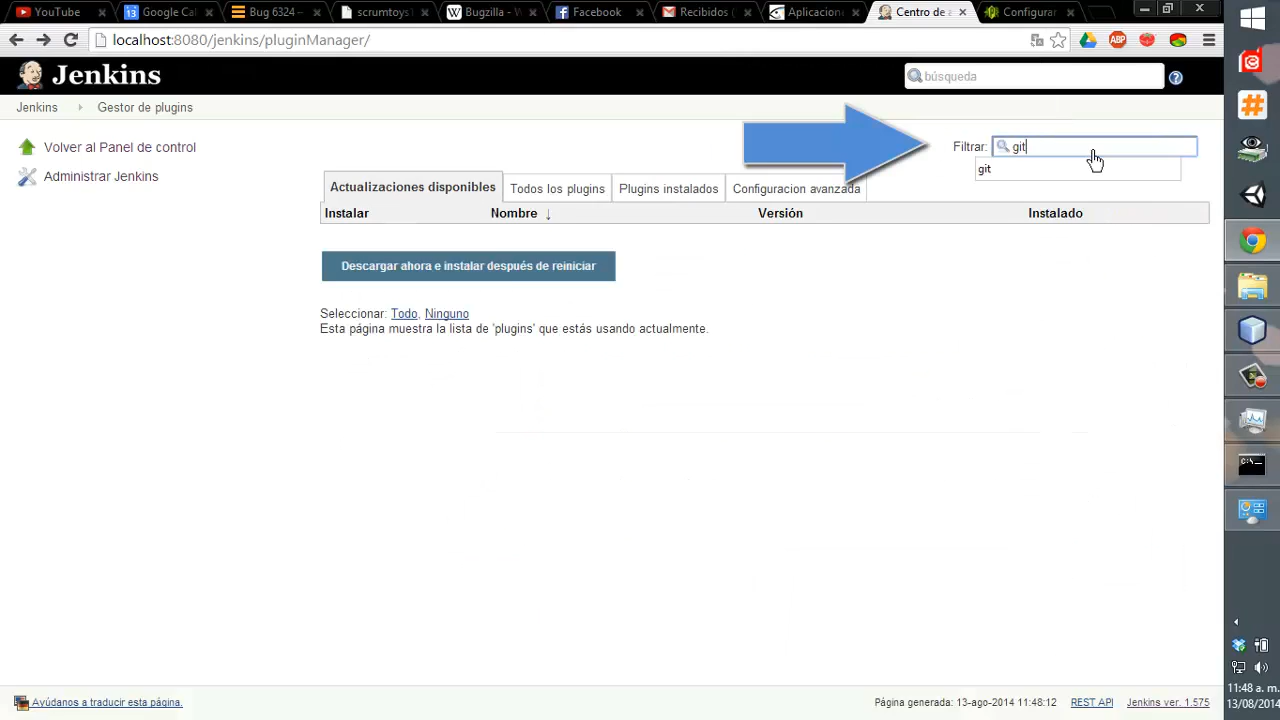 YouTube
Google Cal
Bug 6324 –
scrumtoys
Bugzilla - W
Facebook
Recibidos (
Aplicacion
Centro de a
Configurar
localhost:8080/jenkins/pluginManager/
Jenkins
búsqueda
Jenkins
Gestor de plugins
Volver al Panel de control
Administrar Jenkins
Filtrar: git
git
Actualizaciones disponibles
Todos los plugins
Plugins instalados
Configuracion avanzada
Instalar
Nombre ↓
Versión
Instalado
Descargar ahora e instalar después de reiniciar
Seleccionar: Todo, Ninguno
Esta página muestra la lista de 'plugins' que estás usando actualmente.
Ayúdanos a traducir esta página.
Página generada: 13-ago-2014 11:48:12
REST API
Jenkins ver. 1.575
11:48 a. m.
13/08/2014